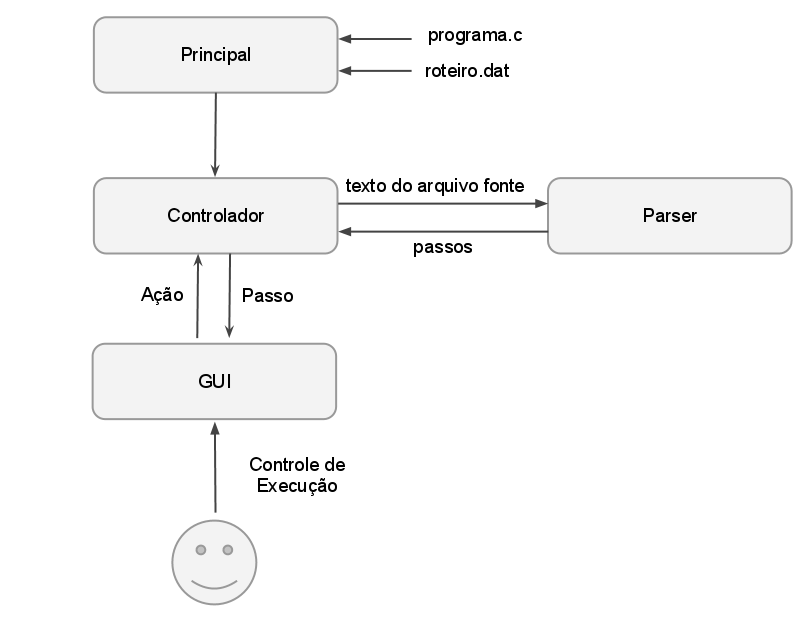 Principal
programa.c
roteiro.dat
Controlador
texto do arquivo fonte
passos
Parser
Ação
Passo
GUI
Controle de
Execução